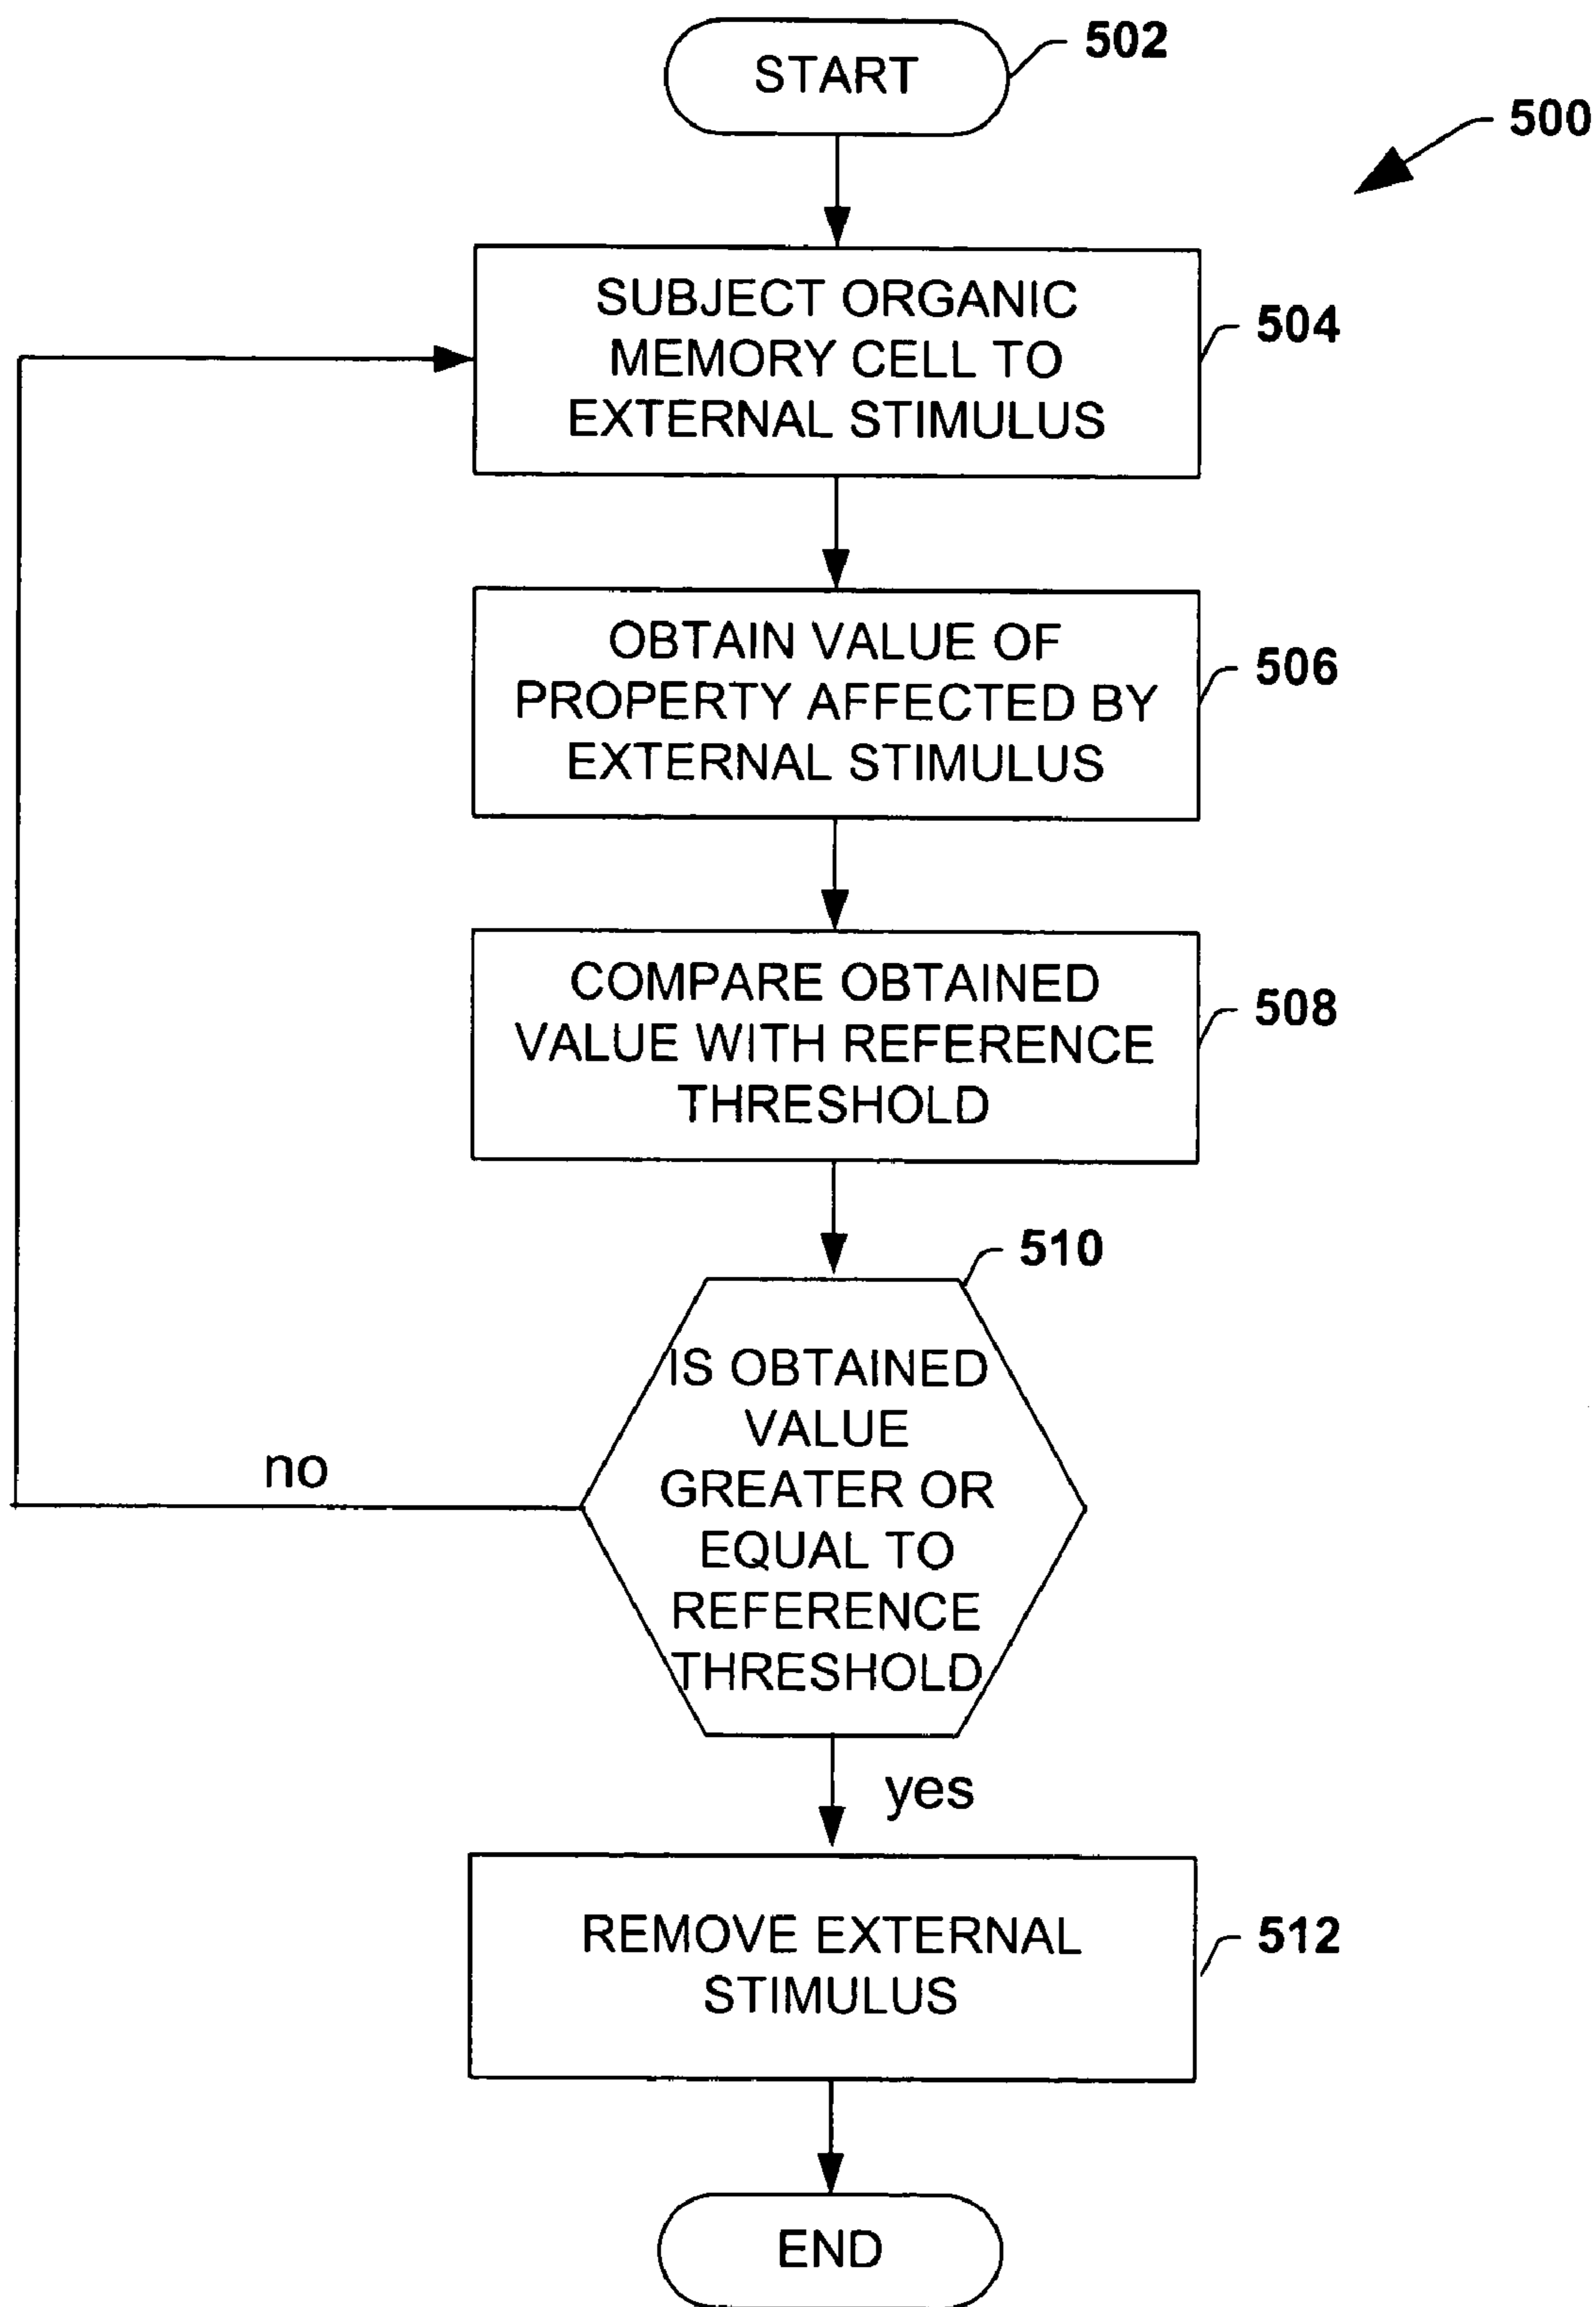 START
502
500
SUBJECT ORGANIC
MEMORY CELL TO
EXTERNAL STIMULUS
504
OBTAIN VALUE OF
PROPERTY AFFECTED BY
EXTERNAL STIMULUS
506
COMPARE OBTAINED
VALUE WITH REFERENCE
THRESHOLD
508
510
IS OBTAINED
VALUE
GREATER OR
EQUAL TO
REFERENCE
THRESHOLD
no
yes
REMOVE EXTERNAL
STIMULUS
512
END